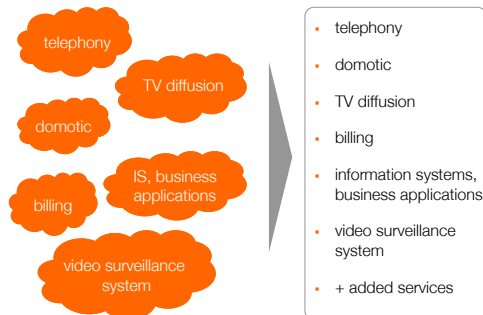 telephony
TV diffusion
domotic
IS, business
applications
billing
video surveillance
system
telephony
domotic
TV diffusion
billing
information systems,
business applications
video surveillance
system
+ added services